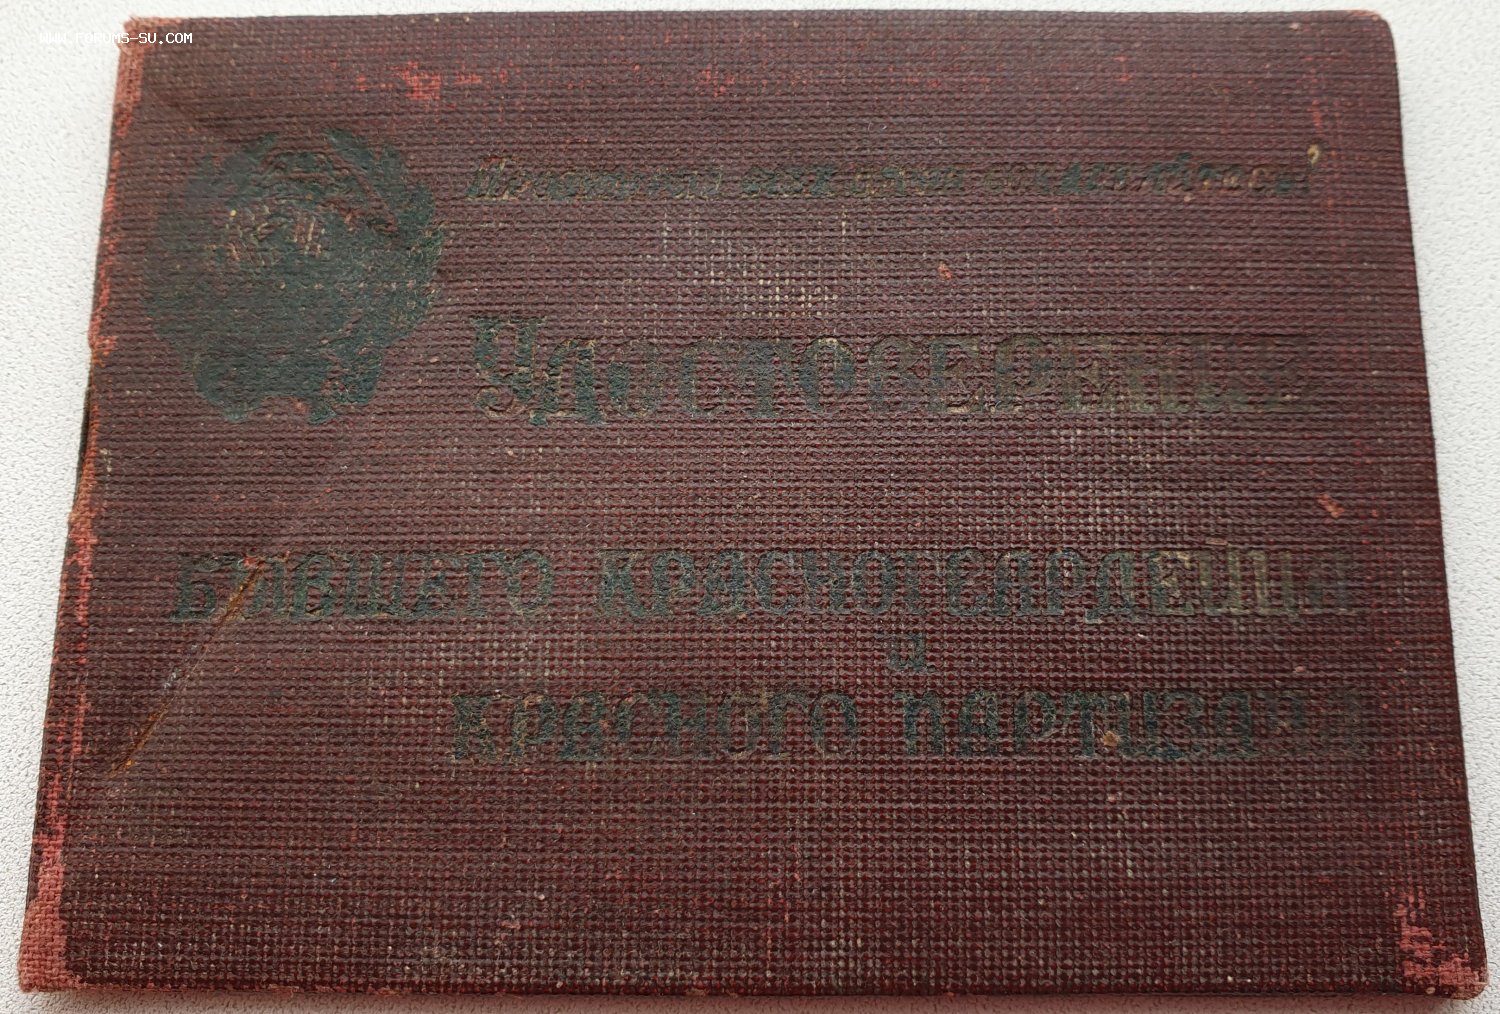 WWW.FORUMS-SU.COM
Пролетарии всех стран соединяйтесь!
Удостоверение
БЫВШЕГО КРАСНОГВАРДЕЙЦА
и
КРАСНОГО ПАРТИЗАНА